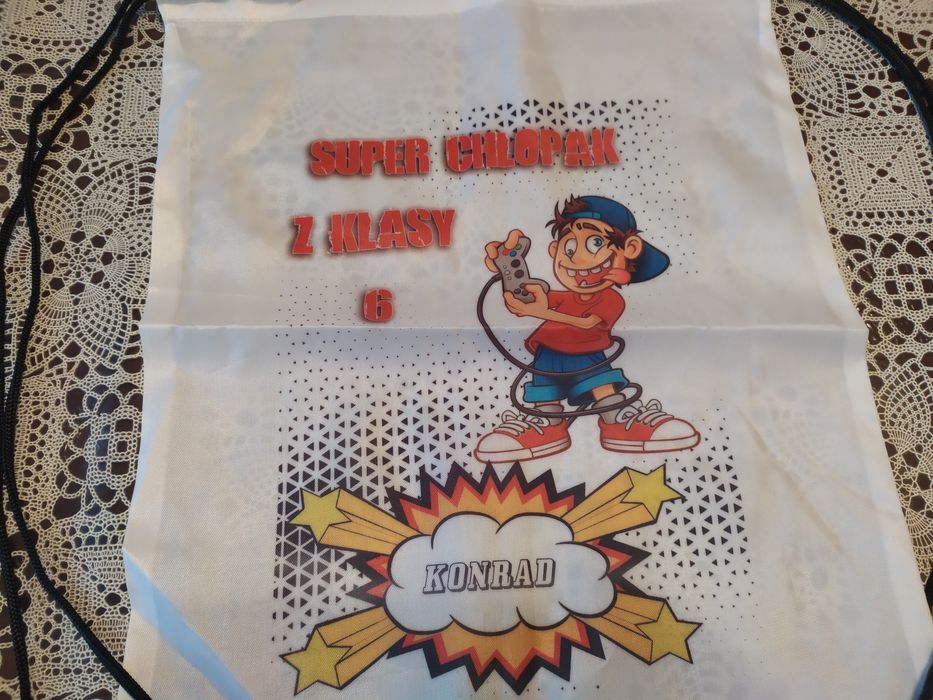 SUPER CHŁOPAK
Z KLASY
6
KONRAD